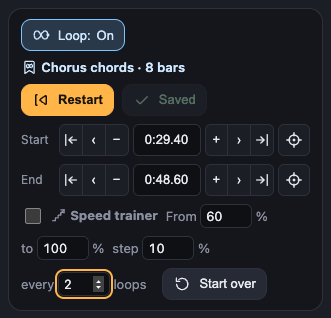 Loop: On
Chorus chords · 8 bars
Restart Saved
Start |← ‹ − 0:29.40 + › →|
End |← ‹ − 0:48.60 + › →|
Speed trainer From 60 %
to 100 % step 10 %
every 2 loops Start over